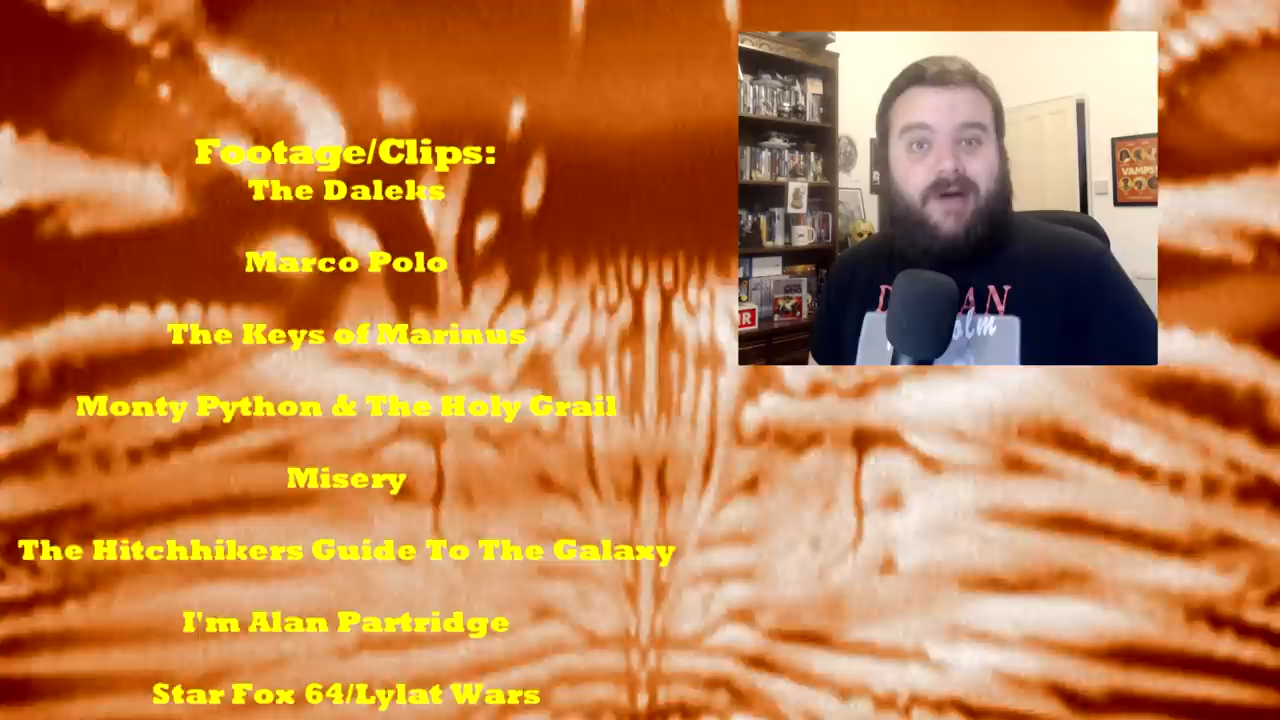 Footage/Clips:
The Daleks
Marco Polo
The Keys of Marinus
Monty Python & The Holy Grail
Misery
The Hitchhikers Guide To The Galaxy
I'm Alan Partridge
Star Fox 64/Lylat Wars
VAMPS